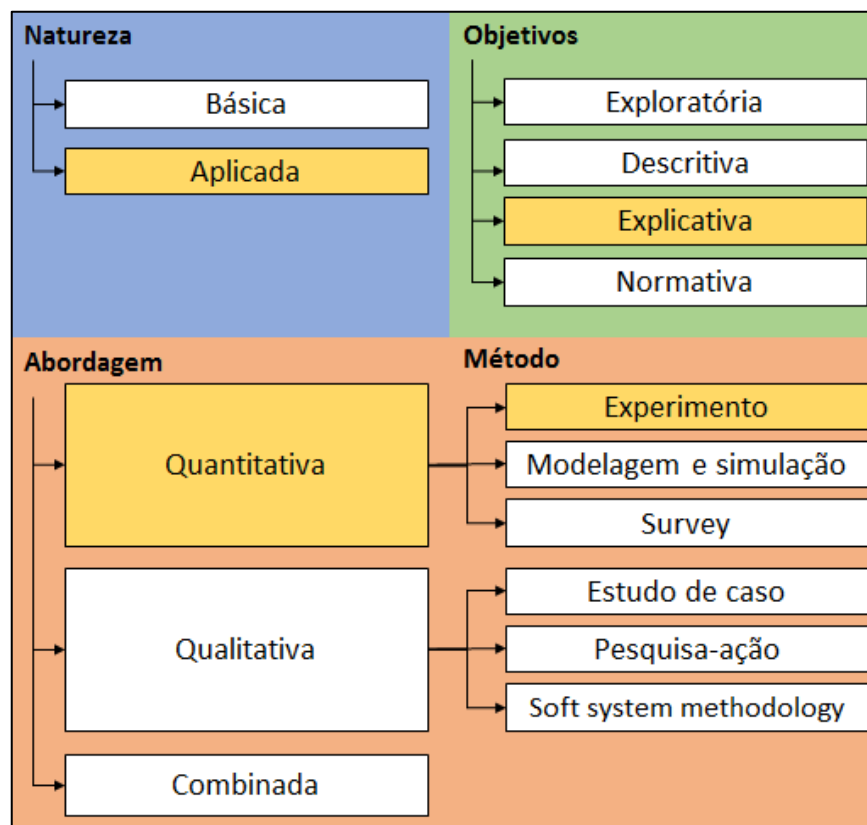 Natureza
Básica
Aplicada
Objetivos
Exploratória
Descritiva
Explicativa
Normativa
Abordagem
Quantitativa
Qualitativa
Combinada
Método
Experimento
Modelagem e simulação
Survey
Estudo de caso
Pesquisa-ação
Soft system methodology